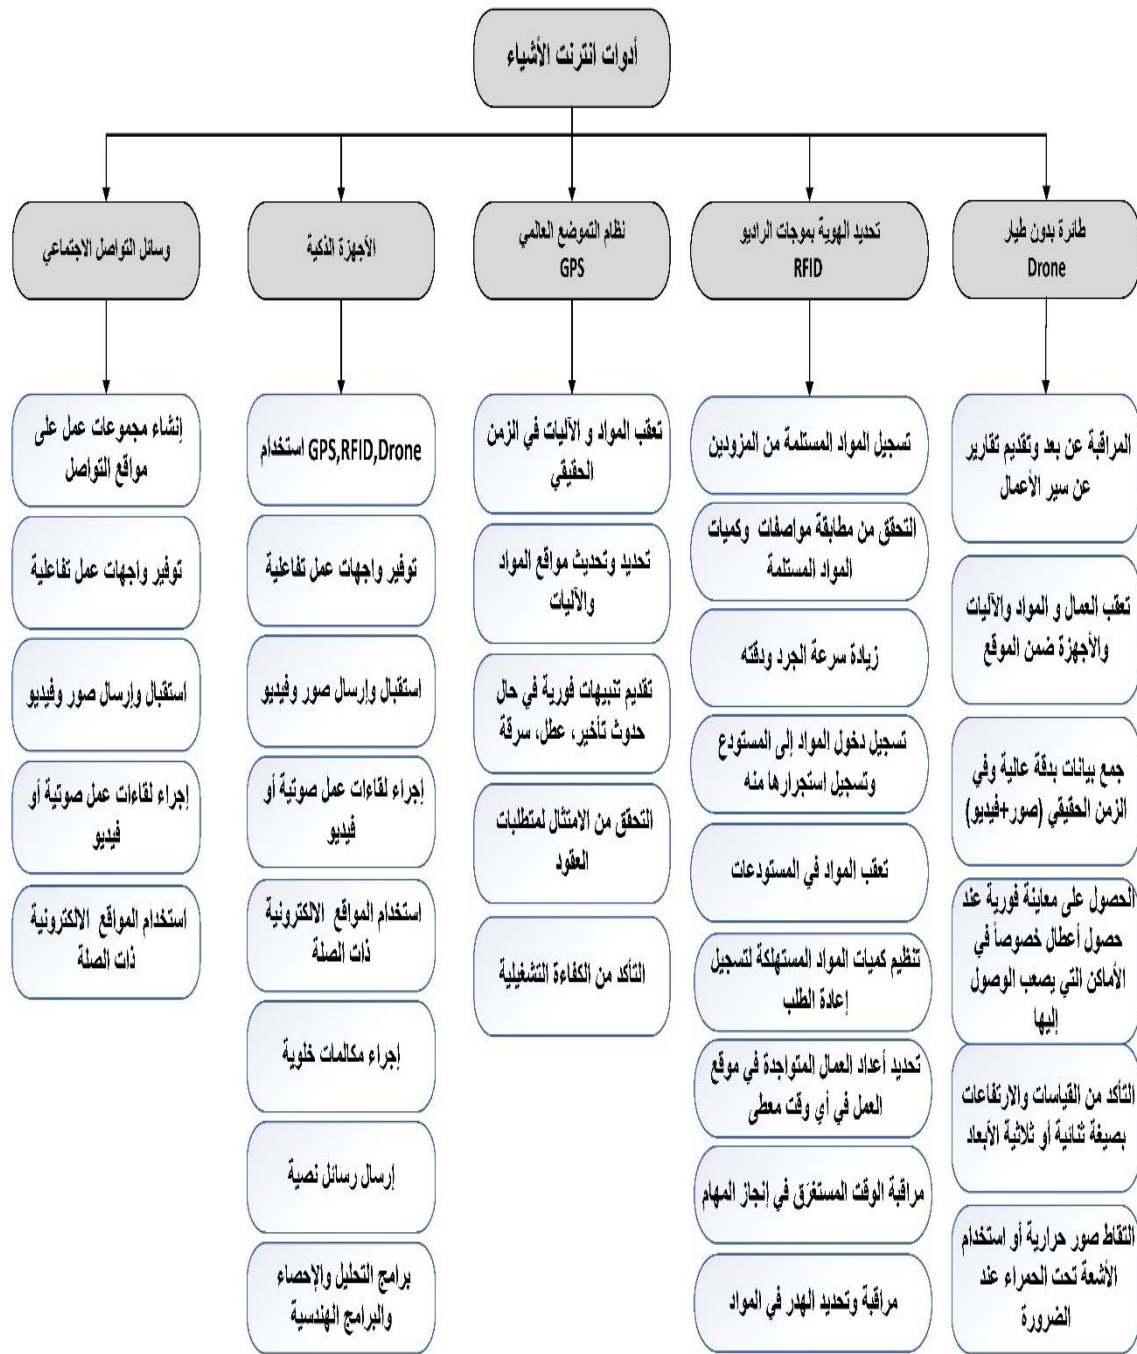 أدوات انترنت الأشياء
طائرة بدون طيار
Drone
المراقبة عن بعد وتقديم تقارير
عن سير الأعمال
تعقب العمال و المواد والآليات
والأجهزة ضمن الموقع
جمع بيانات بدقة عالية وفي
الزمن الحقيقي (صور+فيديو)
الحصول على معاينة فورية عند
حصول أعطال خصوصاً في
الأماكن التي يصعب الوصول
إليها
التأكد من القياسات والارتفاعات
بصيغة ثنائية أو ثلاثية الأبعاد
التقاط صور حرارية أو استخدام
الأشعة تحت الحمراء عند
الضرورة
تحديد الهوية بموجات الراديو
RFID
تسجيل المواد المستلمة من المزودين
التحقق من مطابقة مواصفات وكميات
المواد المستلمة
زيادة سرعة الجرد ودقته
تسجيل دخول المواد إلى المستودع
وتسجيل استجرارها منه
تعقب المواد في المستودعات
تنظيم كميات المواد المستهلكة لتسجيل
إعادة الطلب
تحديد أعداد العمال المتواجدة في موقع
العمل في أي وقت معطى
مراقبة الوقت المستغرَق في إنجاز المهام
مراقبة وتحديد الهدر في المواد
نظام التموضع العالمي
GPS
تعقب المواد و الآليات في الزمن
الحقيقي
تحديد وتحديث مواقع المواد
والآليات
تقديم تنبيهات فورية في حال
حدوث تأخير، عطل، سرقة
التحقق من الامتثال لمتطلبات
العقود
التأكد من الكفاءة التشغيلية
الأجهزة الذكية
استخدام GPS,RFID,Drone
توفير واجهات عمل تفاعلية
استقبال وإرسال صور وفيديو
إجراء لقاءات عمل صوتية أو
فيديو
استخدام المواقع الالكترونية
ذات الصلة
إجراء مكالمات خلوية
إرسال رسائل نصية
برامج التحليل والإحصاء
والبرامج الهندسية
وسائل التواصل الاجتماعي
إنشاء مجموعات عمل على
مواقع التواصل
توفير واجهات عمل تفاعلية
استقبال وإرسال صور وفيديو
إجراء لقاءات عمل صوتية أو
فيديو
استخدام المواقع الالكترونية
ذات الصلة